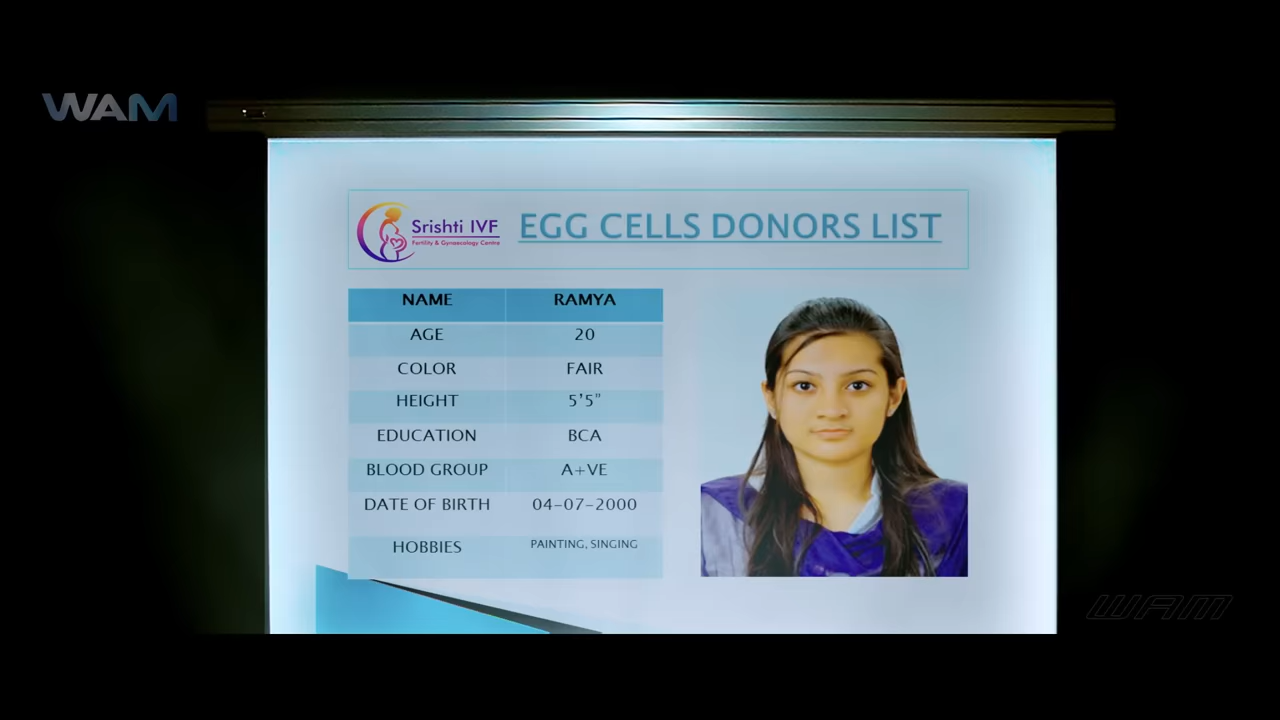 WAM
Srishti IVF
Fertility & Gynaecology Centre
EGG CELLS DONORS LIST
NAME RAMYA
AGE 20
COLOR FAIR
HEIGHT 5'5"
EDUCATION BCA
BLOOD GROUP A+VE
DATE OF BIRTH 04-07-2000
HOBBIES PAINTING, SINGING
WAM